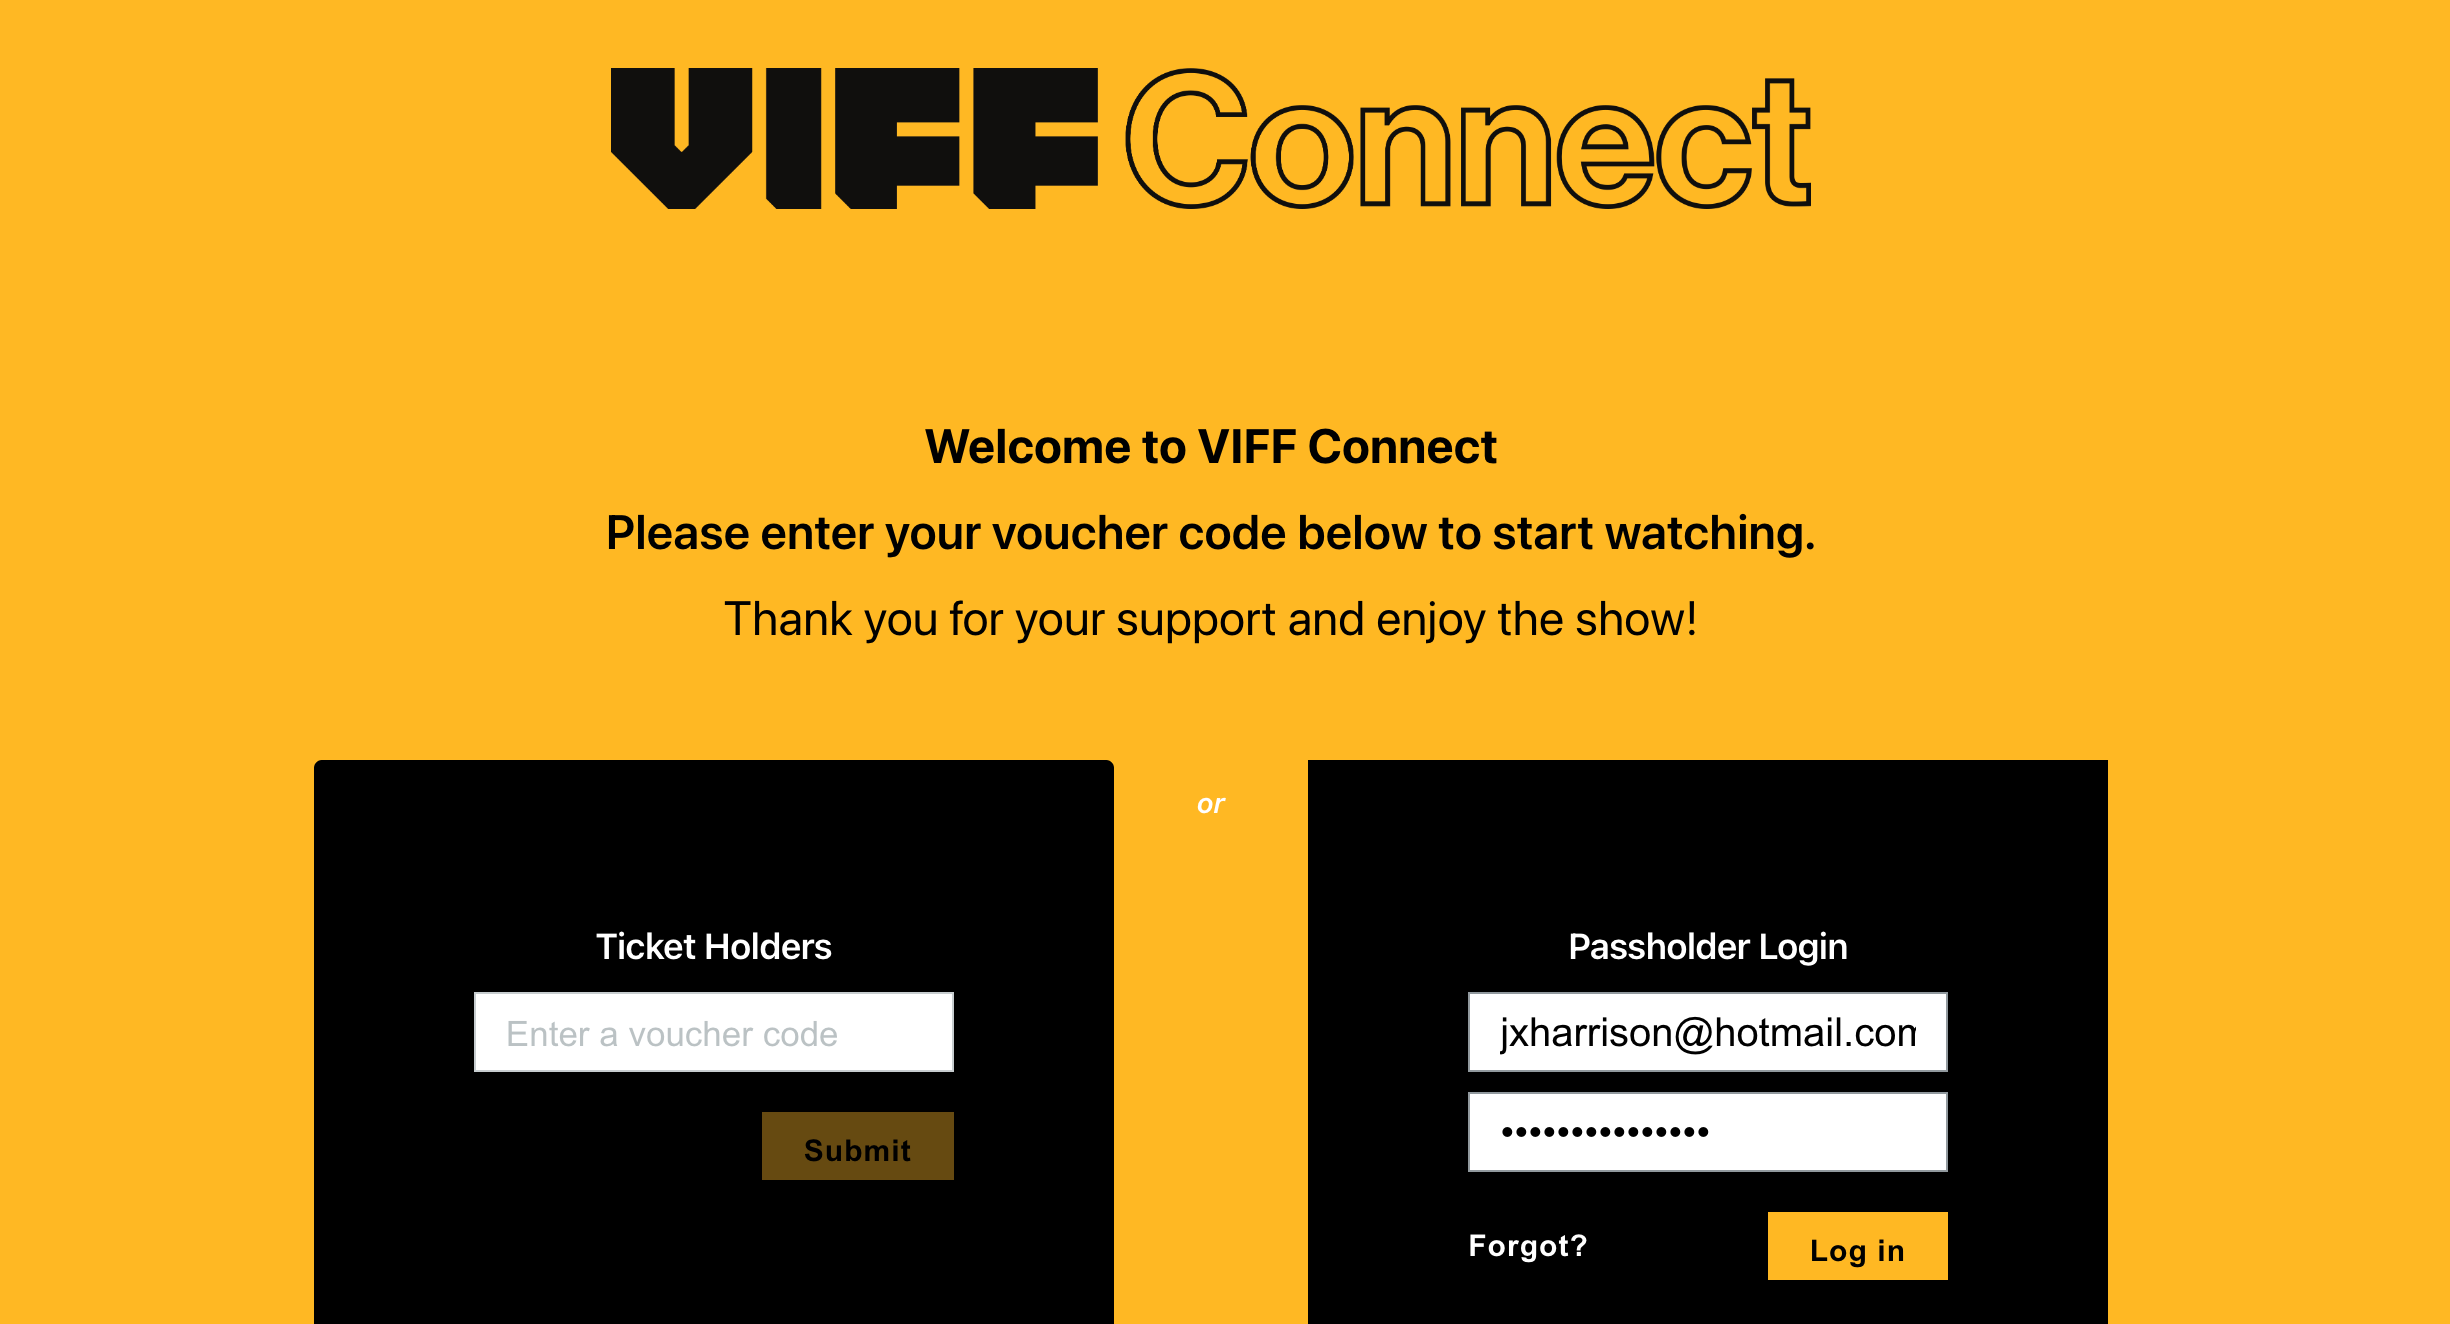 VIFF Connect
Welcome to VIFF Connect
Please enter your voucher code below to start watching.
Thank you for your support and enjoy the show!
or
Ticket Holders
Enter a voucher code
Submit
Passholder Login
jxharrison@hotmail.com
•••••••••••••••
Forgot?
Log in